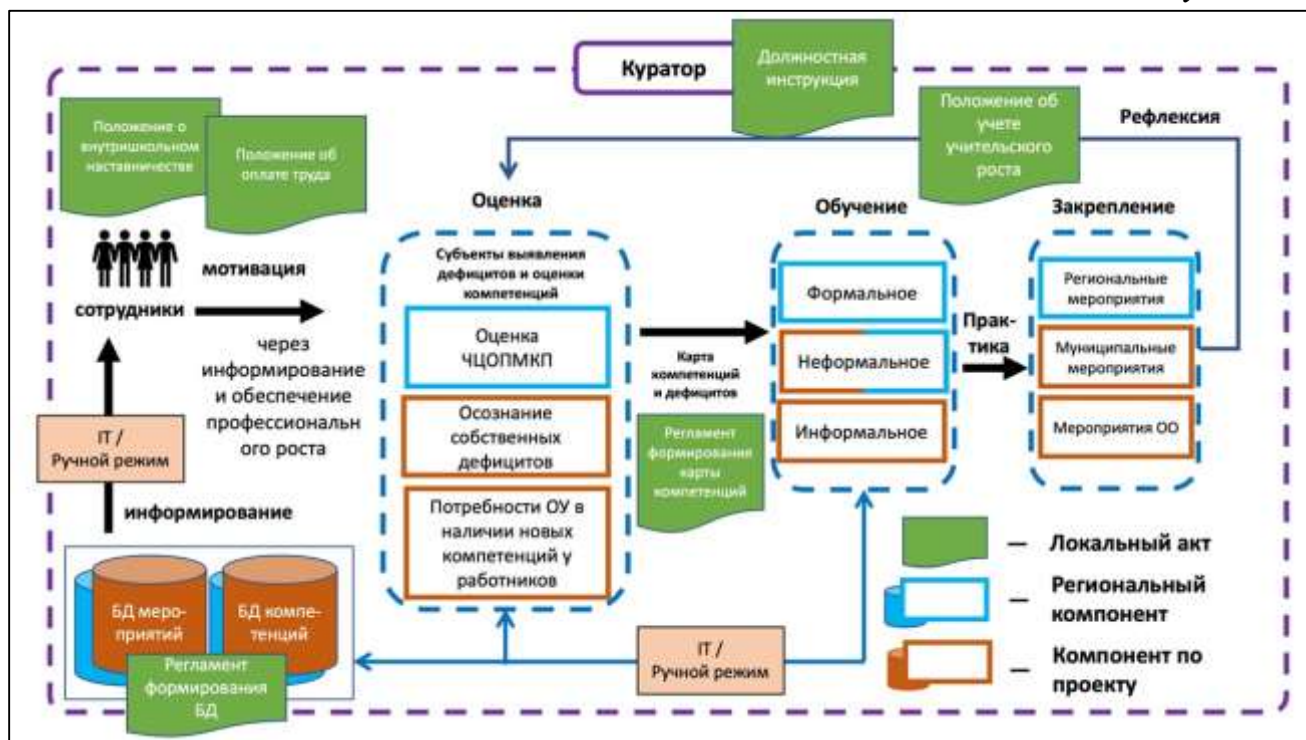 Куратор
Должностная
инструкция
Положение о
внутришкольном
наставничестве
Положение об
оплате труда
Положение об
учете
учительского
роста
Рефлексия
Оценка
Обучение
Закрепление
сотрудники
мотивация
через
информирование
и обеспечение
профессиональн
ого роста
IT /
Ручной режим
информирование
БД меро-
приятий
БД компе-
тенций
Регламент
формирования
БД
Субъекты выявления
дефицитов и оценки
компетенций
Оценка
ЧЦОПМКП
Осознание
собственных
дефицитов
Потребности ОУ в
наличии новых
компетенций у
работников
Карта
компетенций
и дефицитов
Регламент
формирования
карты
компетенций
Формальное
Неформальное
Информальное
Прак-
тика
Региональные
мероприятия
Муниципальные
мероприятия
Мероприятия ОО
IT /
Ручной режим
— Локальный акт
— Региональный
компонент
— Компонент по
проекту